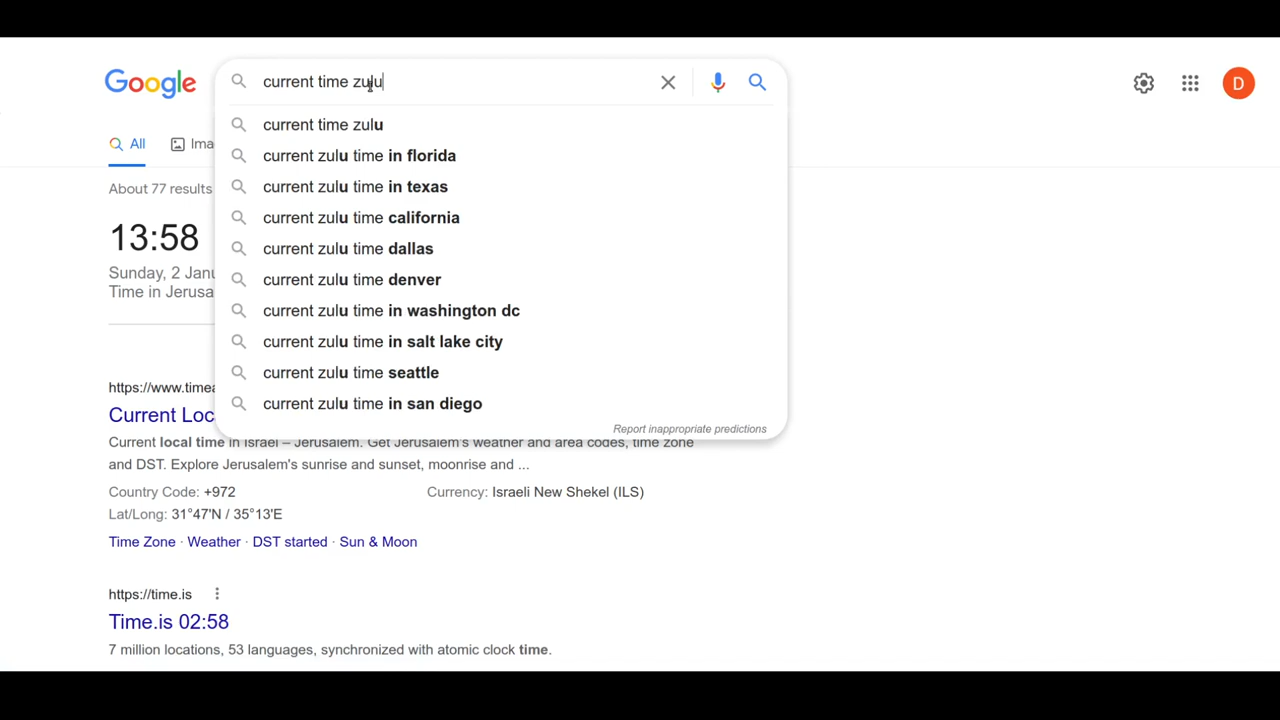 Google
current time zulu
D
All
Ima
current time zulu
current zulu time in florida
current zulu time in texas
current zulu time california
current zulu time dallas
current zulu time denver
current zulu time in washington dc
current zulu time in salt lake city
current zulu time seattle
current zulu time in san diego
Report inappropriate predictions
About 77 results
13:58
Sunday, 2 Janu
Time in Jerusa
https://www.timea
Current Loc
Current local time in Israel – Jerusalem. Get Jerusalem's weather and area codes, time zone
and DST. Explore Jerusalem's sunrise and sunset, moonrise and ...
Country Code: +972 Currency: Israeli New Shekel (ILS)
Lat/Long: 31°47'N / 35°13'E
Time Zone · Weather · DST started · Sun & Moon
https://time.is
Time.is 02:58
7 million locations, 53 languages, synchronized with atomic clock time.